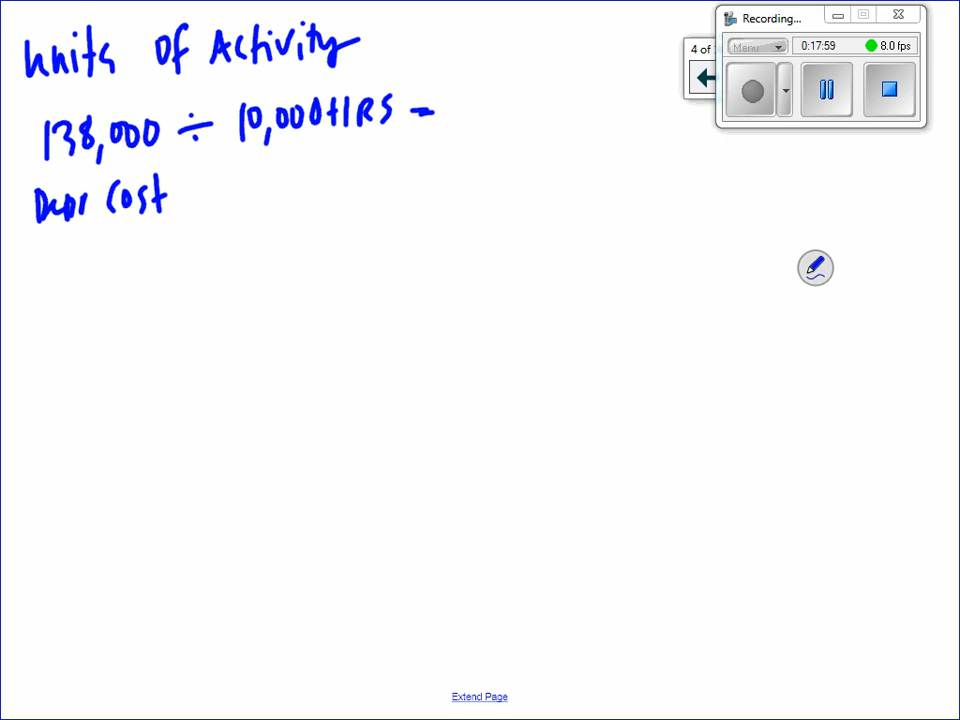 Units Of Activity
138,000 ÷ 10,000 HRS =
Depr Cost
Recording...
Menu
0:17:59
8.0 fps
4 of
Extend Page